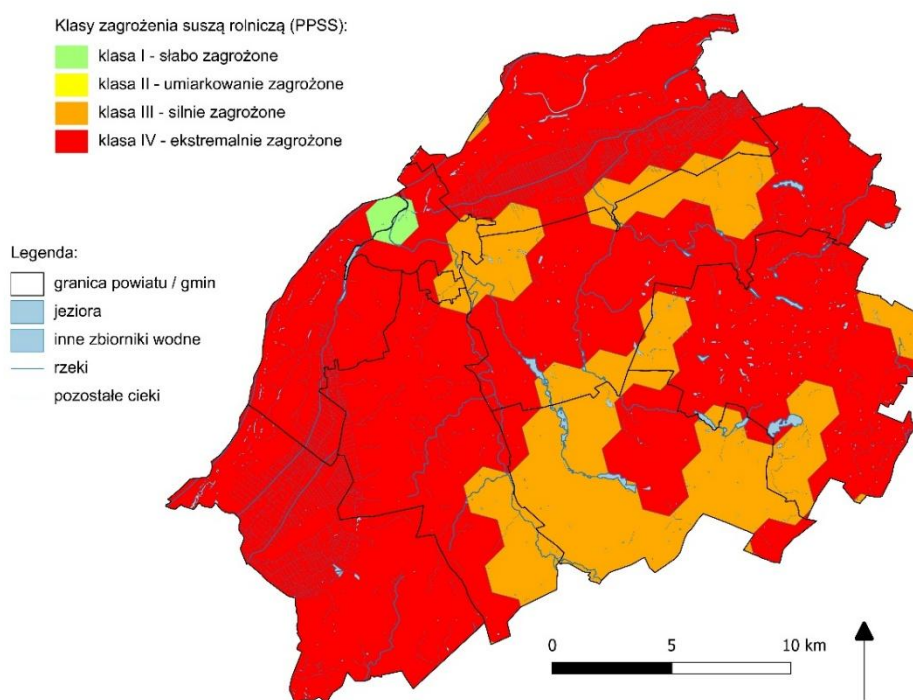 Klasy zagrożenia suszą rolniczą (PPSS):
klasa I - słabo zagrożone
klasa II - umiarkowanie zagrożone
klasa III - silnie zagrożone
klasa IV - ekstremalnie zagrożone
Legenda:
granica powiatu / gmin
jeziora
inne zbiorniki wodne
rzeki
pozostałe cieki
0 5 10 km